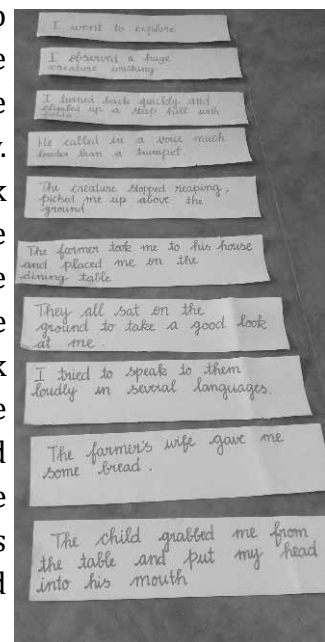 I went to explore
I observed a huge
creature walking
I turned back quickly and
climbed up a steep hill with
fields
He called in a voice much
louder than a trumpet.
The creature stopped reaping,
picked me up above the
ground
The farmer took me to his house
and placed me on the
dining table
They all sat on the
ground to take a good look
at me.
I tried to speak to them
loudly in several languages.
The farmer's wife gave me
some bread.
The child grabbed me from
the table and put my head
into his mouth